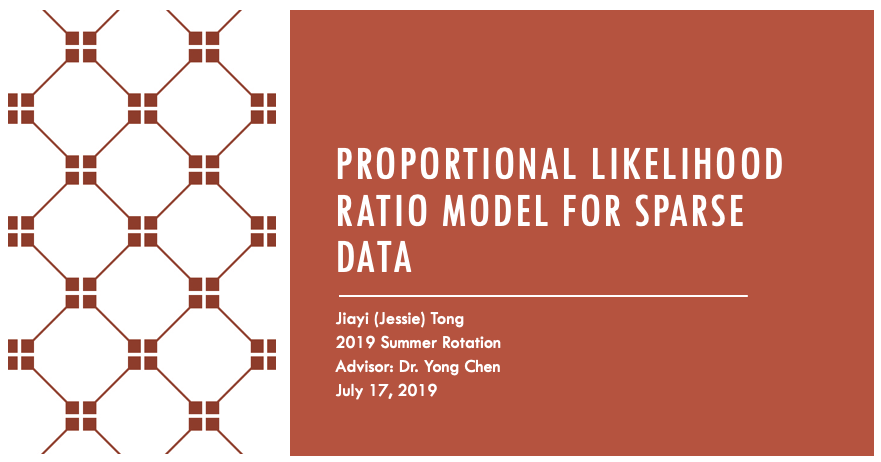 PROPORTIONAL LIKELIHOOD
RATIO MODEL FOR SPARSE
DATA
Jiayi (Jessie) Tong
2019 Summer Rotation
Advisor: Dr. Yong Chen
July 17, 2019